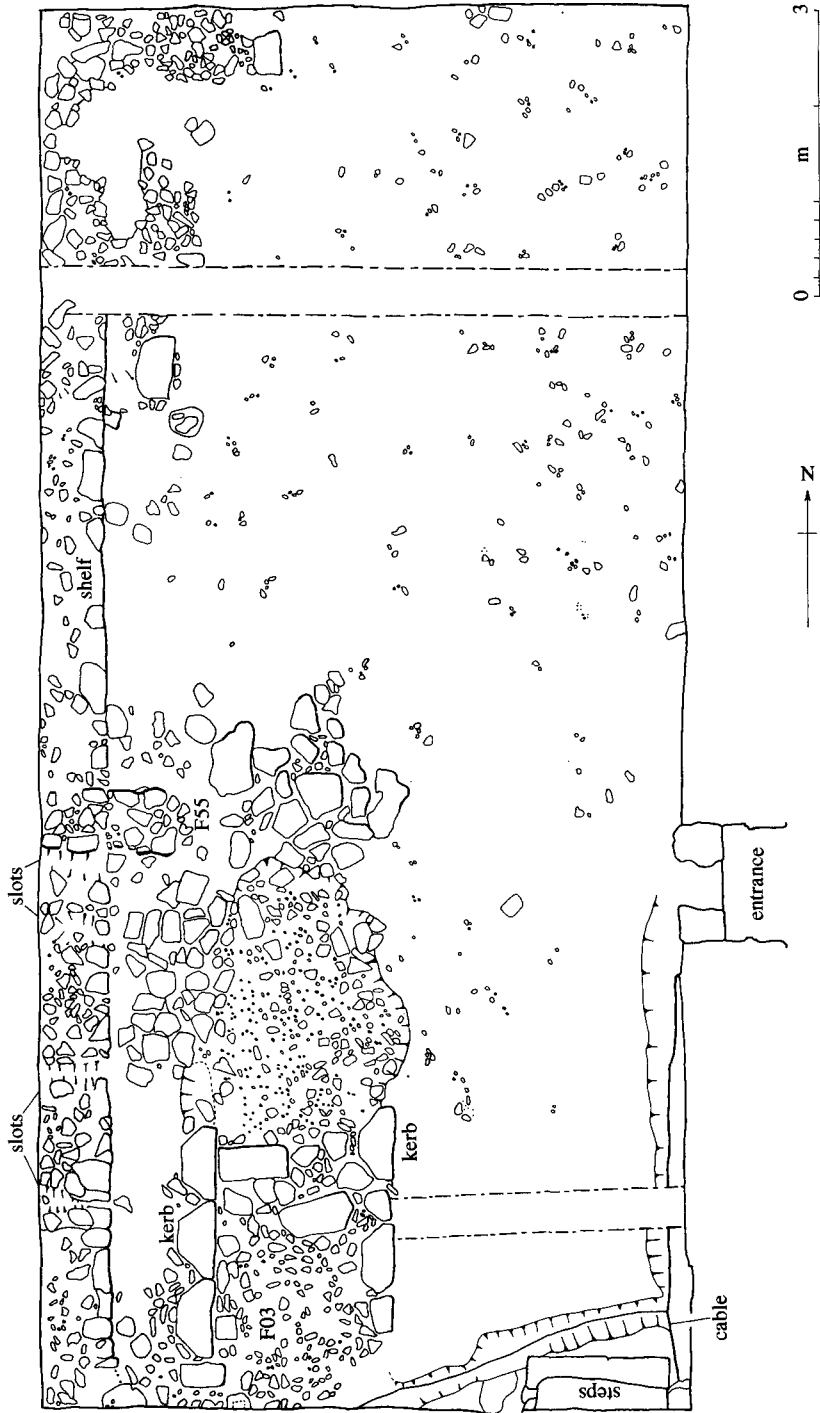 slots
slots
shelf
F55
kerb
kerb
F03
entrance
cable
steps
N
0 m 3